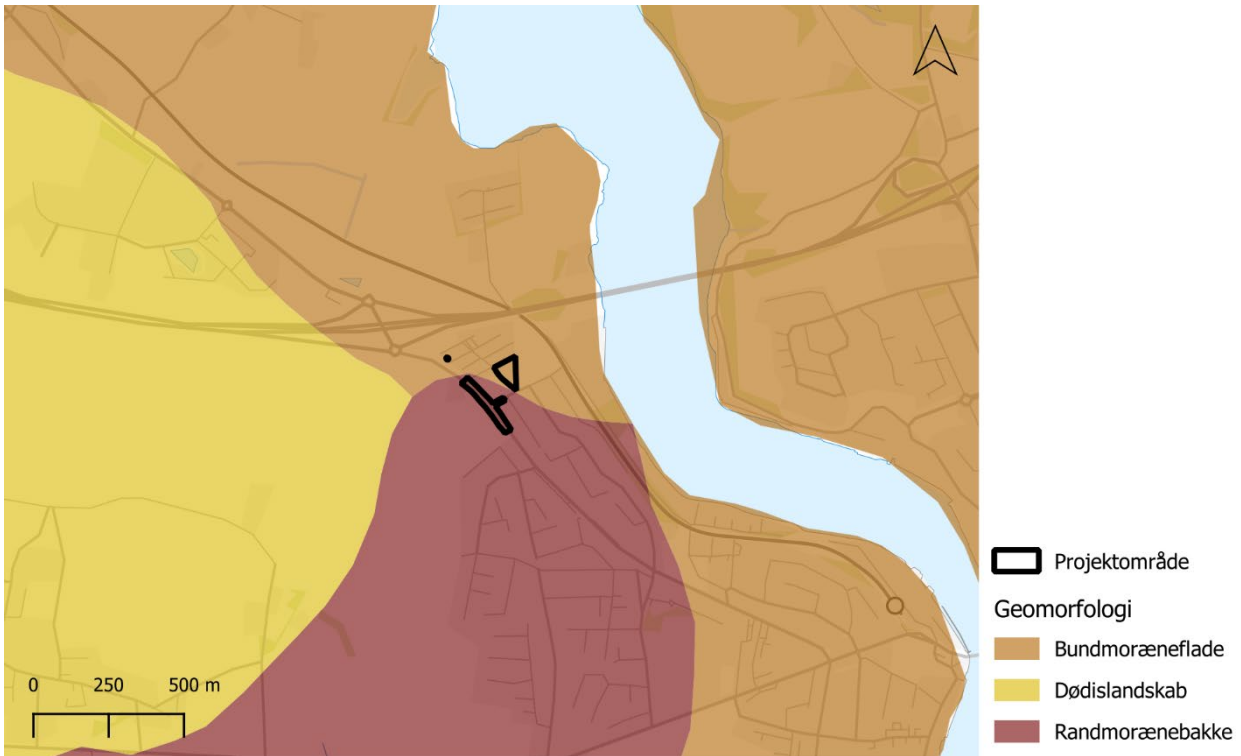 0 250 500 m
Projektområde
Geomorfologi
Bundmoræneflade
Dødislandskab
Randmorænebakke